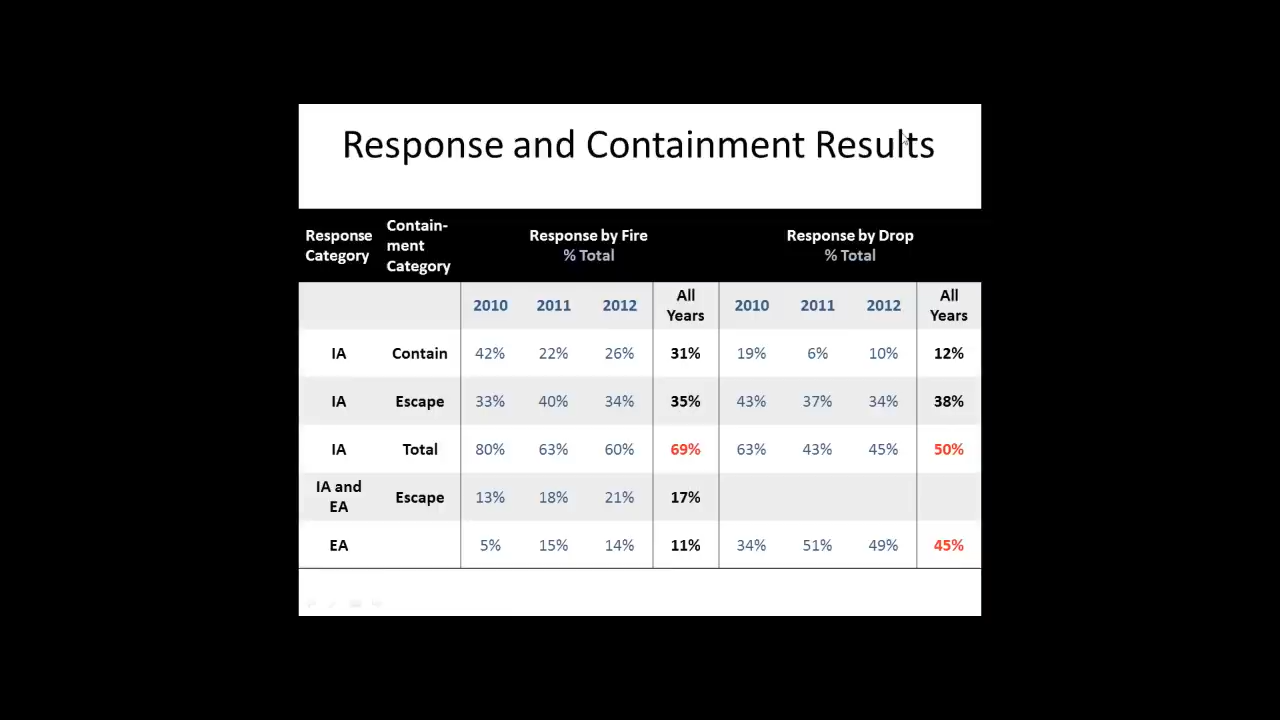 Response and Containment Results
Response Category Contain-ment Category Response by Fire % Total Response by Drop % Total
2010 2011 2012 All Years 2010 2011 2012 All Years
IA Contain 42% 22% 26% 31% 19% 6% 10% 12%
IA Escape 33% 40% 34% 35% 43% 37% 34% 38%
IA Total 80% 63% 60% 69% 63% 43% 45% 50%
IA and EA Escape 13% 18% 21% 17%
EA 5% 15% 14% 11% 34% 51% 49% 45%